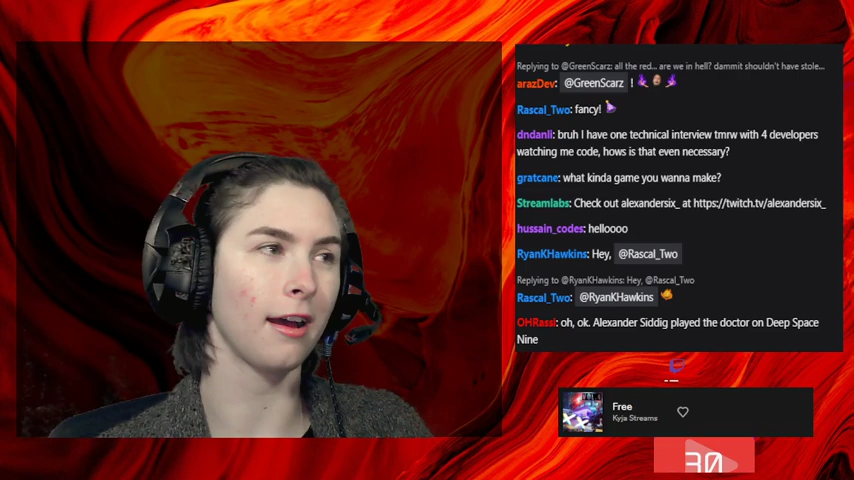 Replying to @GreenScarz: all the red... are we in hell? dammit shouldn't have stole...
arazDev: @GreenScarz !
Rascal_Two: fancy!
dndanli: bruh I have one technical interview tmrw with 4 developers
watching me code, hows is that even necessary?
gratcane: what kinda game you wanna make?
Streamlabs: Check out alexandersix_ at https://twitch.tv/alexandersix_
hussain_codes: helloooo
RyanKHawkins: Hey, @Rascal_Two
Replying to @RyanKHawkins: Hey, @Rascal_Two
Rascal_Two: @RyanKHawkins
OHRassi: oh, ok. Alexander Siddig played the doctor on Deep Space
Nine
Free
Kyja Streams
30